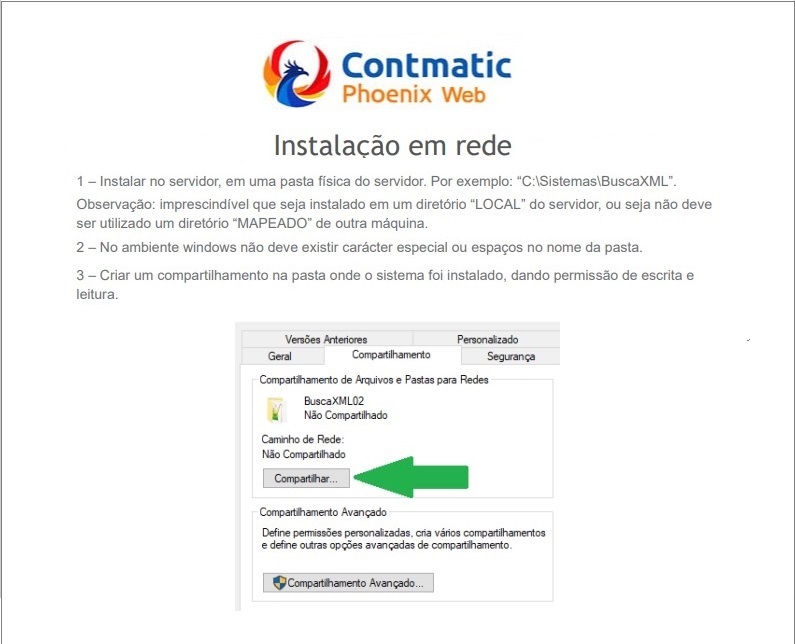 Contmatic
Phoenix Web
Instalação em rede
1 – Instalar no servidor, em uma pasta física do servidor. Por exemplo: “C:\Sistemas\BuscaXML”.
Observação: imprescindível que seja instalado em um diretório “LOCAL” do servidor, ou seja não deve
ser utilizado um diretório “MAPEADO” de outra máquina.
2 – No ambiente windows não deve existir carácter especial ou espaços no nome da pasta.
3 – Criar um compartilhamento na pasta onde o sistema foi instalado, dando permissão de escrita e
leitura.
Versões Anteriores Personalizado
Geral Compartilhamento Segurança
Compartilhamento de Arquivos e Pastas para Redes
BuscaXML02
Não Compartilhado
Caminho de Rede:
Não Compartilhado
Compartilhar...
Compartilhamento Avançado
Define permissões personalizadas, cria vários compartilhamentos
e define outras opções avançadas de compartilhamento.
Compartilhamento Avançado...